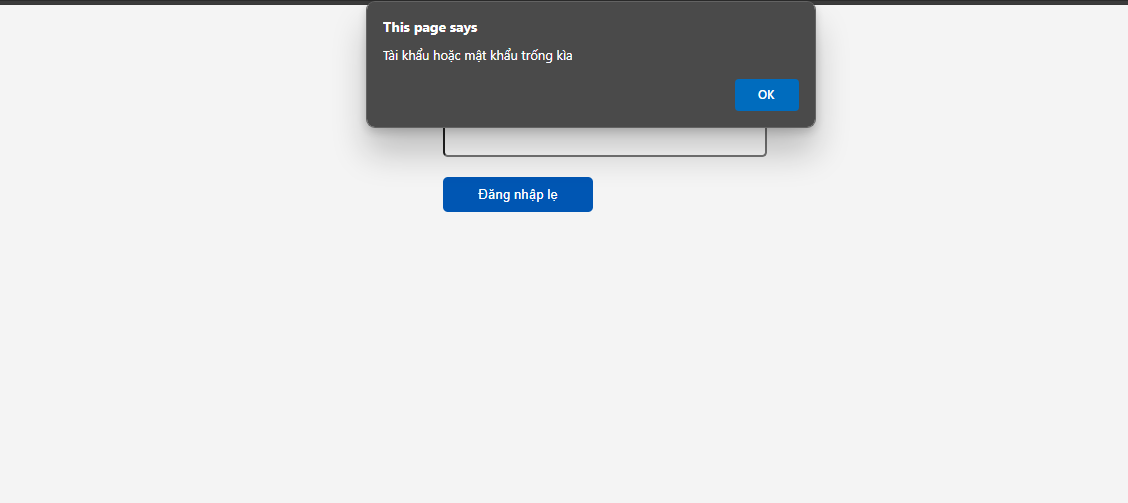 This page says
Tài khẩu hoặc mật khẩu trống kìa
OK
Đăng nhập lẹ